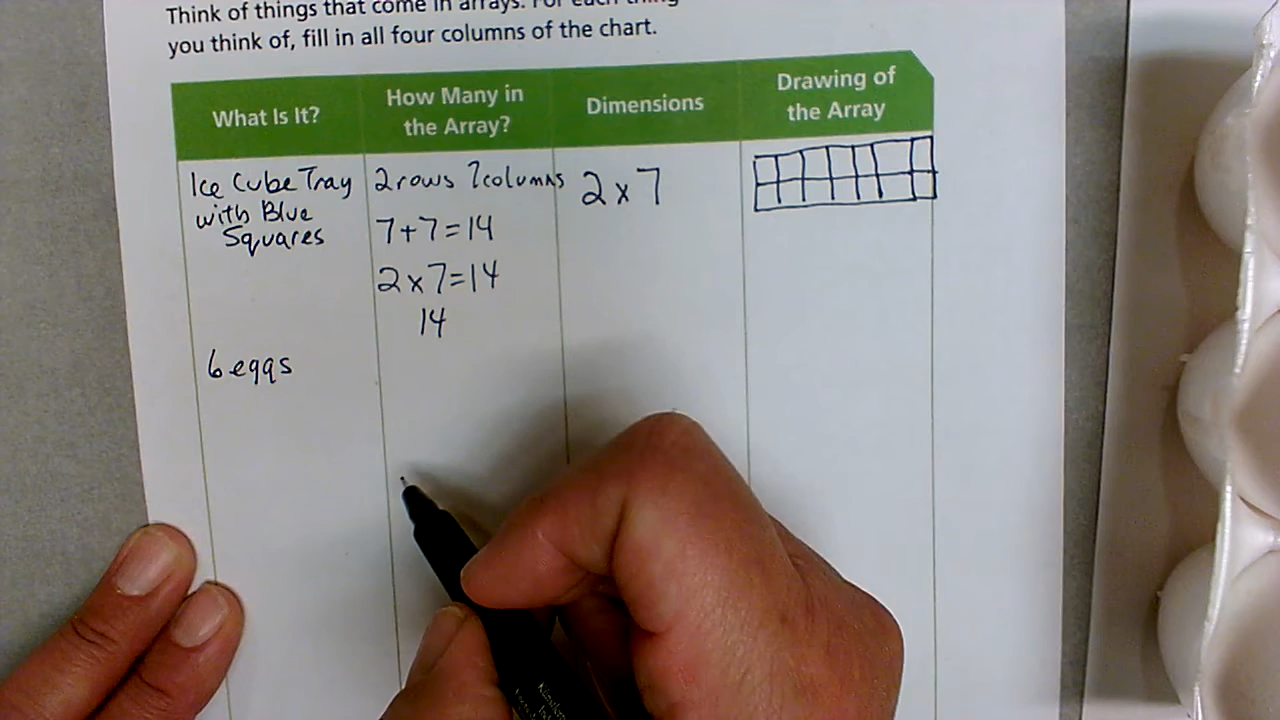 Think of things that come in arrays. For each thing
you think of, fill in all four columns of the chart.
What Is It?
How Many in
the Array?
Dimensions
Drawing of
the Array
Ice Cube Tray
with Blue
Squares
2 rows 7 columns
7+7=14
2x7=14
14
2 x 7
6 eggs